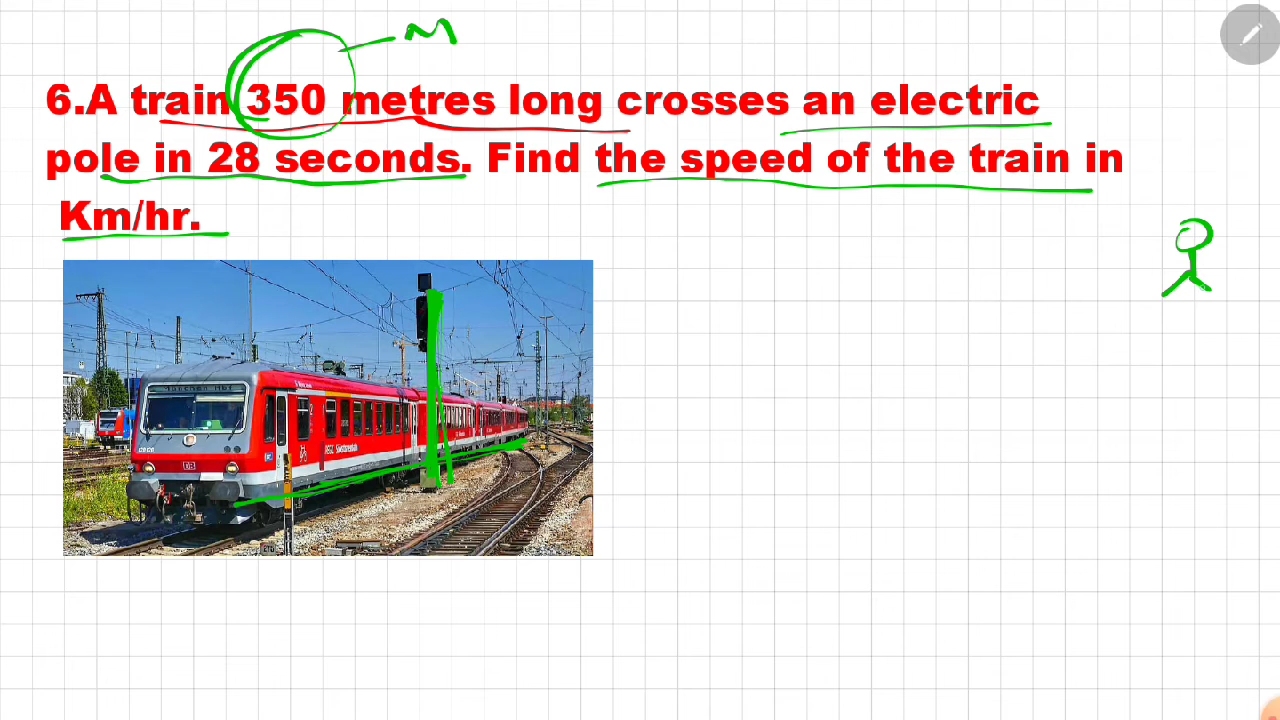 M
6.A train 350 metres long crosses an electric
pole in 28 seconds. Find the speed of the train in
Km/hr.